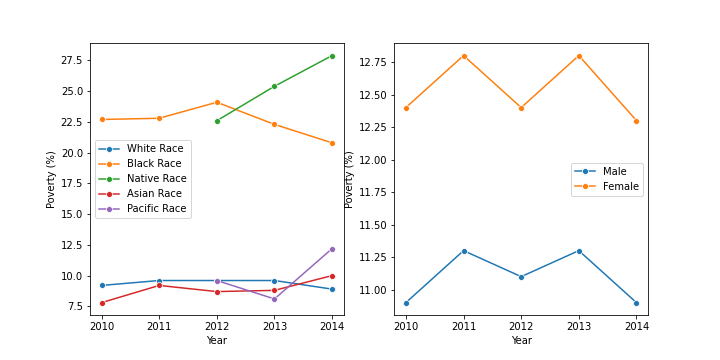 27.5
25.0
22.5
20.0
17.5
15.0
12.5
10.0
7.5
Poverty (%)
White Race
Black Race
Native Race
Asian Race
Pacific Race
2010 2011 2012 2013 2014
Year
12.75
12.50
12.25
12.00
11.75
11.50
11.25
11.00
Poverty (%)
Male
Female
2010 2011 2012 2013 2014
Year